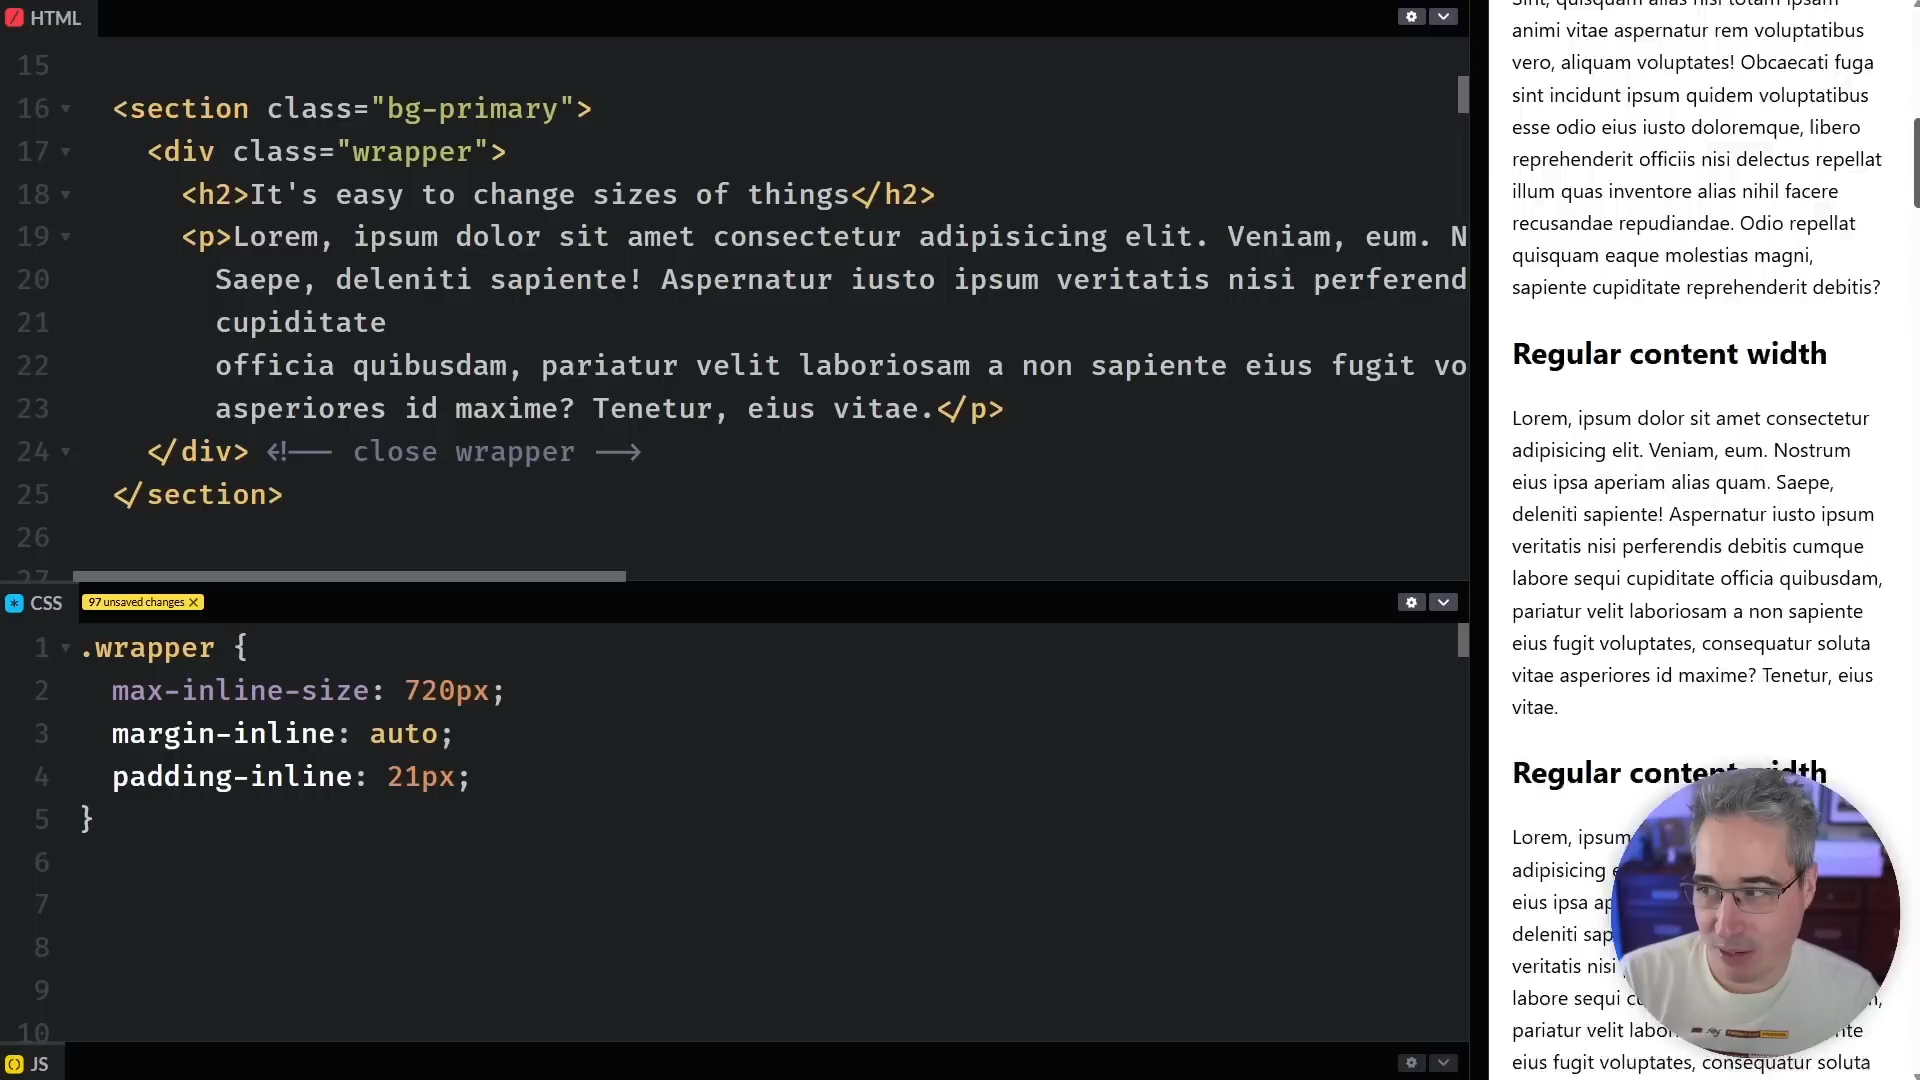 HTML
15
16 <section class="bg-primary">
17 <div class="wrapper">
18 <h2>It's easy to change sizes of things</h2>
19 <p>Lorem, ipsum dolor sit amet consectetur adipisicing elit. Veniam, eum. N
20 Saepe, deleniti sapiente! Aspernatur iusto ipsum veritatis nisi perferend
21 cupiditate
22 officia quibusdam, pariatur velit laboriosam a non sapiente eius fugit vo
23 asperiores id maxime? Tenetur, eius vitae.</p>
24 </div> <!-- close wrapper -->
25 </section>
26
27
CSS 97 unsaved changes X
1 .wrapper {
2 max-inline-size: 720px;
3 margin-inline: auto;
4 padding-inline: 21px;
5 }
6
7
8
9
10
JS
Sint, quisquam alias nisi totam ipsam
animi vitae aspernatur rem voluptatibus
vero, aliquam voluptates! Obcaecati fuga
sint incidunt ipsum quidem voluptatibus
esse odio eius iusto doloremque, libero
reprehenderit officiis nisi delectus repellat
illum quas inventore alias nihil facere
recusandae repudiandae. Odio repellat
quisquam eaque molestias magni,
sapiente cupiditate reprehenderit debitis?
Regular content width
Lorem, ipsum dolor sit amet consectetur
adipisicing elit. Veniam, eum. Nostrum
eius ipsa aperiam alias quam. Saepe,
deleniti sapiente! Aspernatur iusto ipsum
veritatis nisi perferendis debitis cumque
labore sequi cupiditate officia quibusdam,
pariatur velit laboriosam a non sapiente
eius fugit voluptates, consequatur soluta
vitae asperiores id maxime? Tenetur, eius
vitae.
Regular content width
Lorem, ipsum
adipisicing
eius ipsa
deleniti
veritatis nisi
labore sequi
pariatur velit
eius fugit voluptates, consequatur soluta